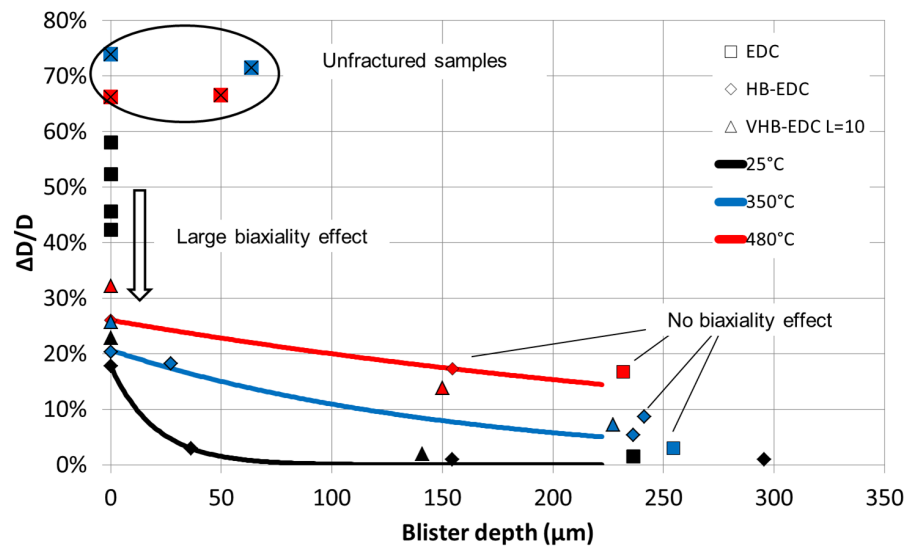 80%
70%
60%
50%
40%
30%
20%
10%
0%
ΔD/D
Unfractured samples
Large biaxiality effect
No biaxiality effect
EDC
HB-EDC
VHB-EDC L=10
25°C
350°C
480°C
0 50 100 150 200 250 300 350
Blister depth (µm)